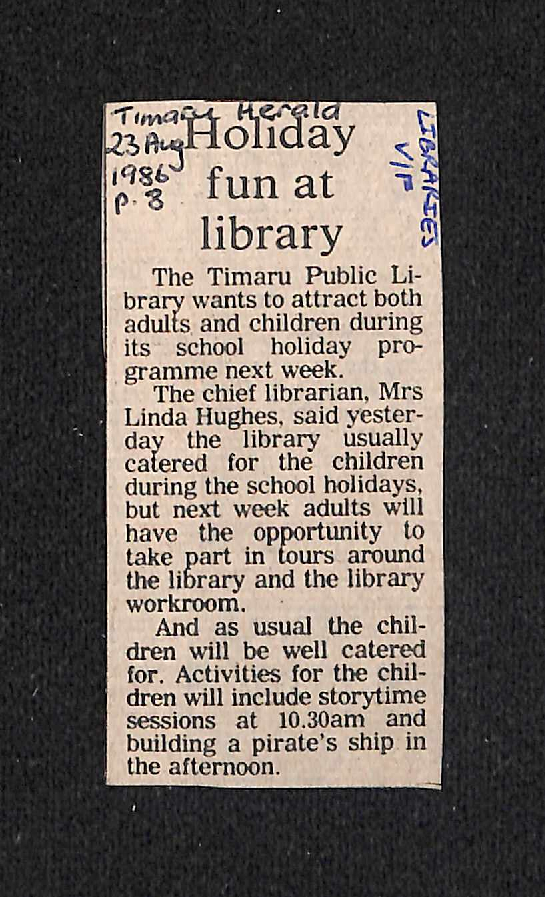 Timaru Herald
23 Aug
1986
p. 8
LIBRARIES
V/F
Holiday
fun at
library
The Timaru Public Li-
brary wants to attract both
adults and children during
its school holiday pro-
gramme next week.
The chief librarian, Mrs
Linda Hughes, said yester-
day the library usually
catered for the children
during the school holidays,
but next week adults will
have the opportunity to
take part in tours around
the library and the library
workroom.
And as usual the chil-
dren will be well catered
for. Activities for the chil-
dren will include storytime
sessions at 10.30am and
building a pirate's ship in
the afternoon.